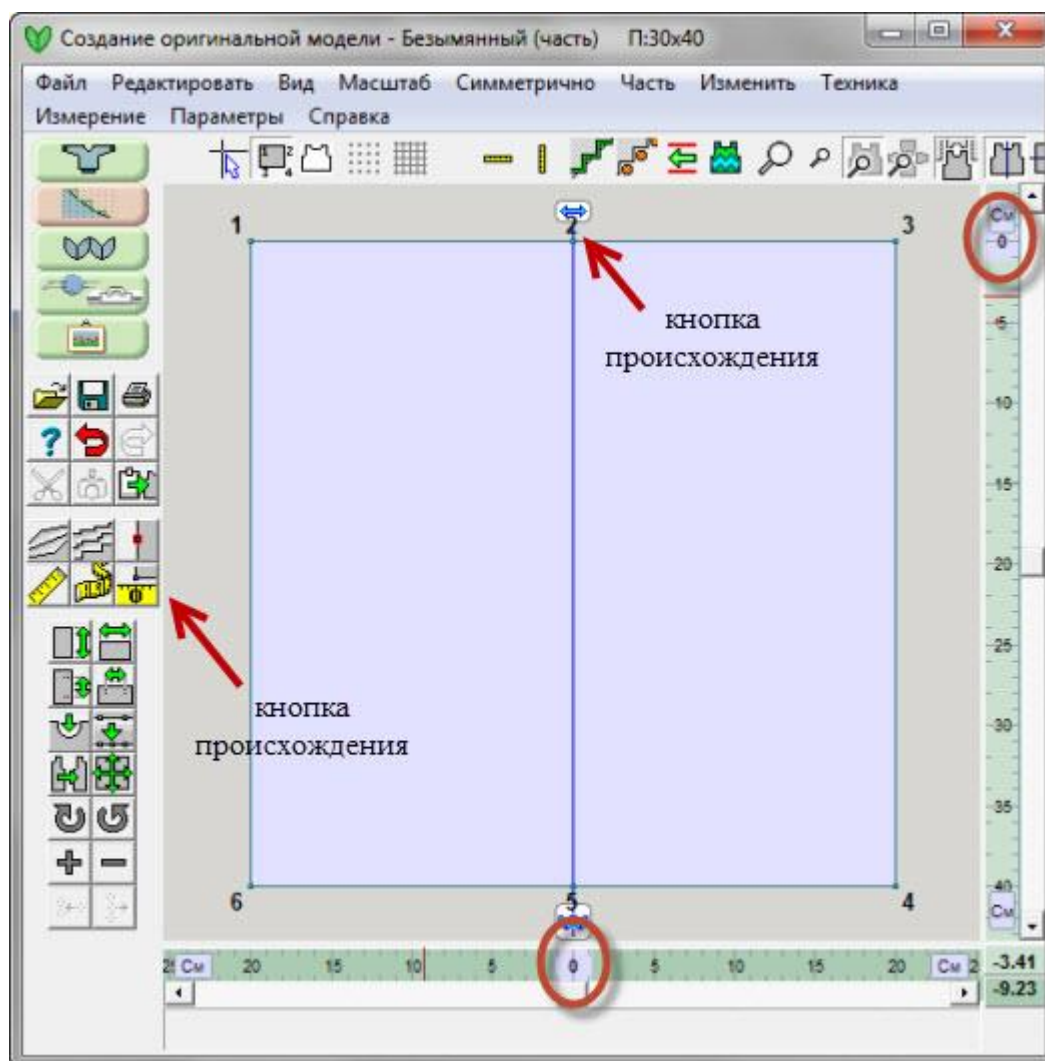 Создание оригинальной модели - Безымянный (часть) П:30x40
Файл Редактировать Вид Масштаб Симметрично Часть Изменить Техника
Измерение Параметры Справка
1 2 3
См
0
5
10
15
20
25
30
35
40
См
кнопка
происхождения
кнопка
происхождения
6 5 4
См 20 15 10 5 0 5 10 15 20 См 2
-3.41
-9.23